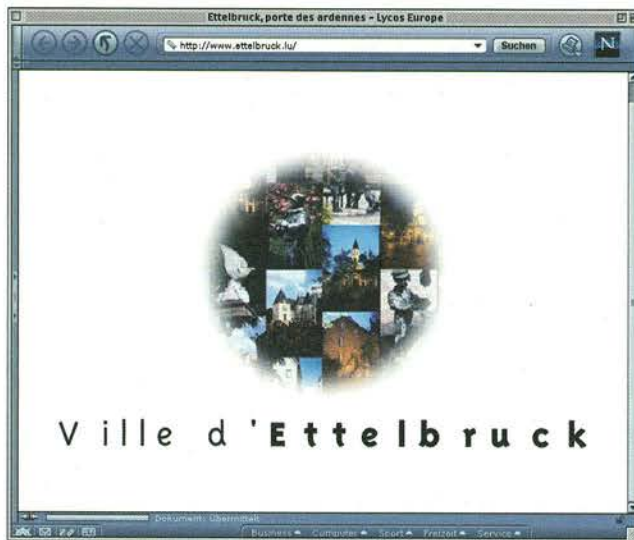 Ettelbruck, porte des ardennes - Lycos Europe
http://www.ettelbruck.lu/ Suchen N
Ville d'Ettelbruck
Dokument: Übermittelt
Business Computer Sport Freizeit Service